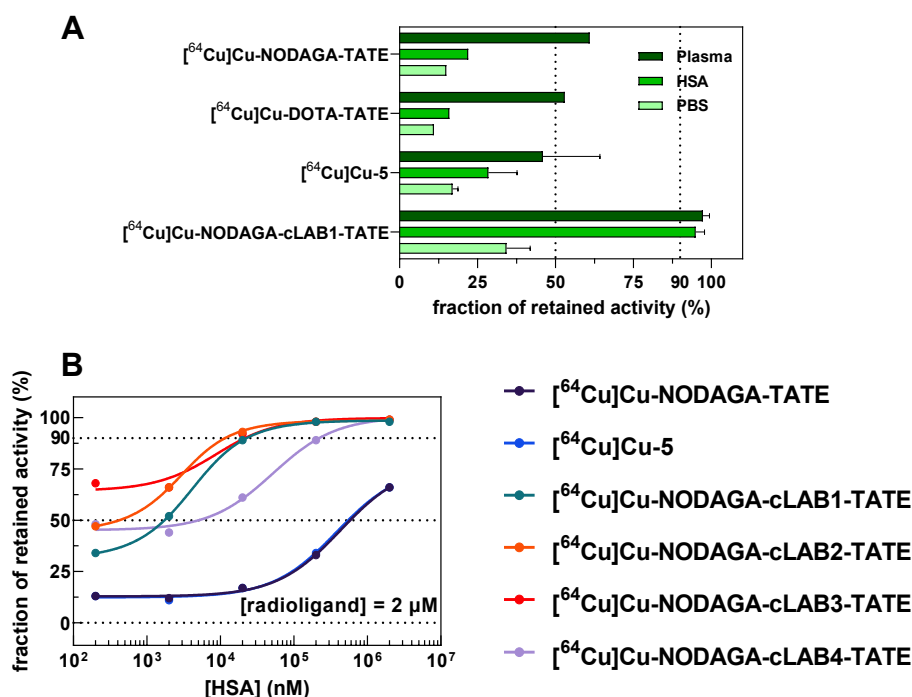 A
[⁶⁴Cu]Cu-NODAGA-TATE
[⁶⁴Cu]Cu-DOTA-TATE
[⁶⁴Cu]Cu-5
[⁶⁴Cu]Cu-NODAGA-cLAB1-TATE
Plasma
HSA
PBS
0 25 50 75 90 100
fraction of retained activity (%)
B
fraction of retained activity (%)
100
90
75
50
25
0
[radioligand] = 2 µM
10² 10³ 10⁴ 10⁵ 10⁶ 10⁷
[HSA] (nM)
[⁶⁴Cu]Cu-NODAGA-TATE
[⁶⁴Cu]Cu-5
[⁶⁴Cu]Cu-NODAGA-cLAB1-TATE
[⁶⁴Cu]Cu-NODAGA-cLAB2-TATE
[⁶⁴Cu]Cu-NODAGA-cLAB3-TATE
[⁶⁴Cu]Cu-NODAGA-cLAB4-TATE